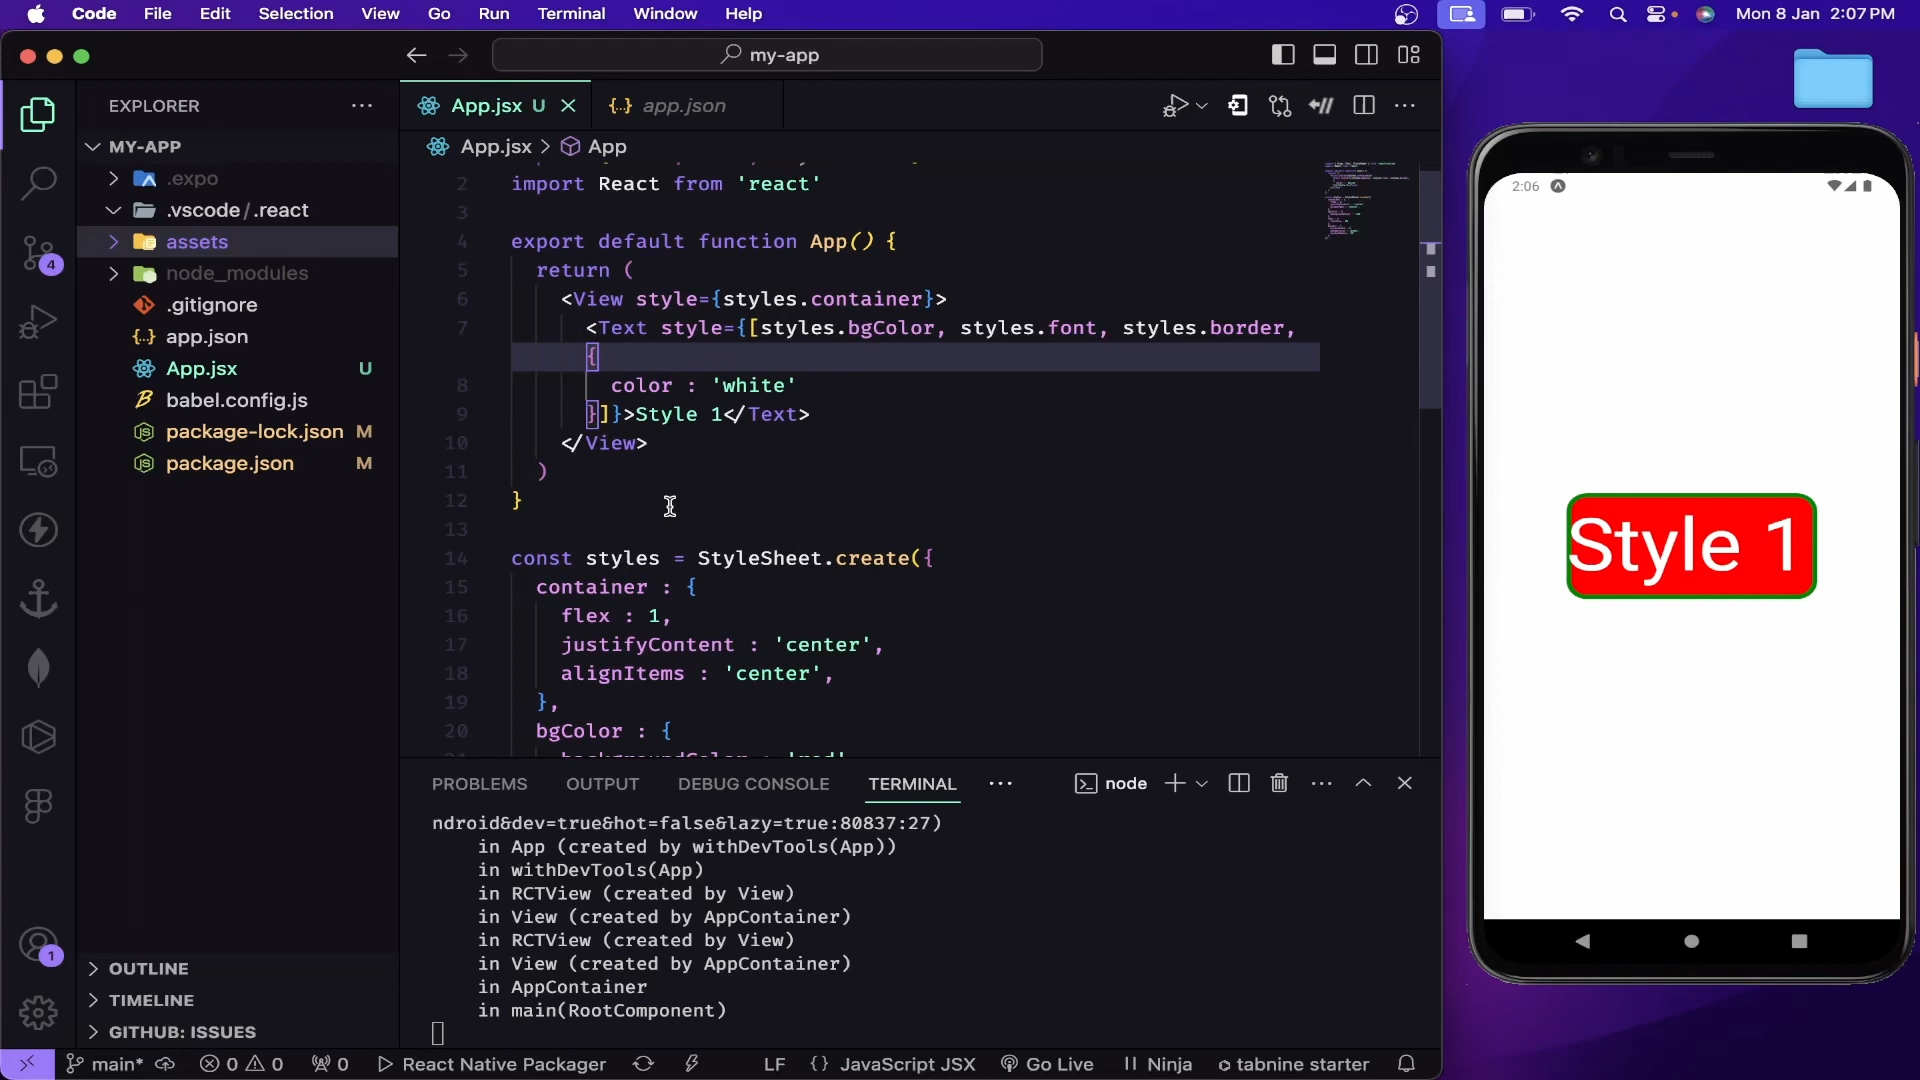 Code File Edit Selection View Go Run Terminal Window Help Mon 8 Jan 2:07 PM
my-app
EXPLORER
MY-APP
.expo
.vscode / .react
assets
node_modules
.gitignore
app.json
App.jsx U
babel.config.js
package-lock.json M
package.json M
OUTLINE
TIMELINE
GITHUB: ISSUES
4
1
App.jsx U
{..} app.json
App.jsx > App
2 import React from 'react'
3
4 export default function App() {
5 return (
6 <View style={styles.container}>
7 <Text style={[styles.bgColor, styles.font, styles.border,
{
8 color : 'white'
9 }]}>Style 1</Text>
10 </View>
11 )
12 }
13
14 const styles = StyleSheet.create({
15 container : {
16 flex : 1,
17 justifyContent : 'center',
18 alignItems : 'center',
19 },
20 bgColor : {
PROBLEMS OUTPUT DEBUG CONSOLE TERMINAL node
ndroid&dev=true&hot=false&lazy=true:80837:27)
in App (created by withDevTools(App))
in withDevTools(App)
in RCTView (created by View)
in View (created by AppContainer)
in RCTView (created by View)
in View (created by AppContainer)
in AppContainer
in main(RootComponent)
main* 0 0 0 React Native Packager LF {} JavaScript JSX Go Live Ninja tabnine starter
2:06
Style 1